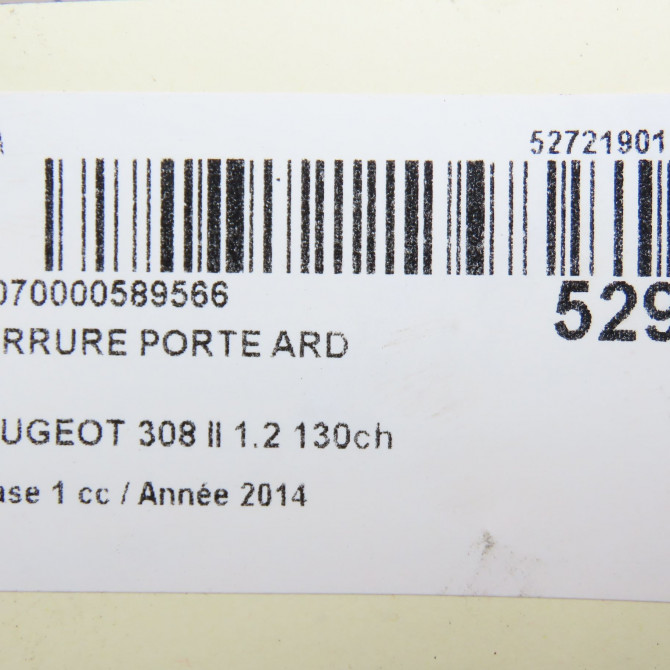 52721901
070000589566
529
RRURE PORTE ARD
UGEOT 308 II 1.2 130ch
ase 1 cc / Année 2014